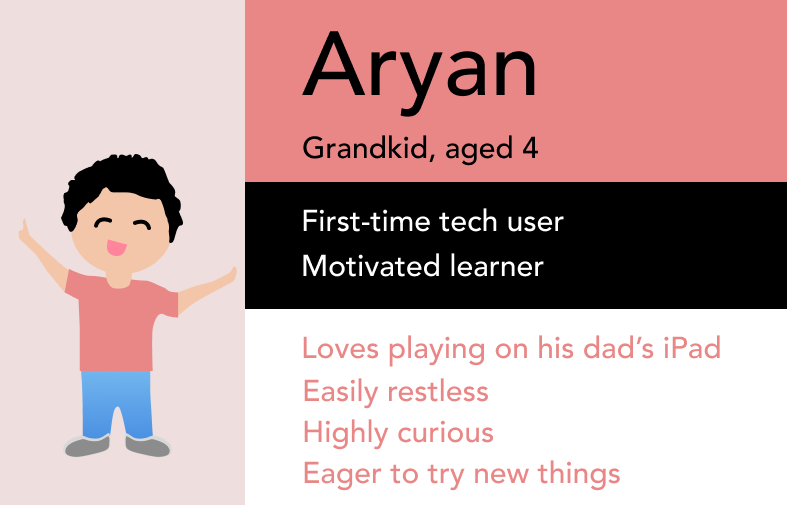 Aryan
Grandkid, aged 4
First-time tech user
Motivated learner
Loves playing on his dad’s iPad
Easily restless
Highly curious
Eager to try new things